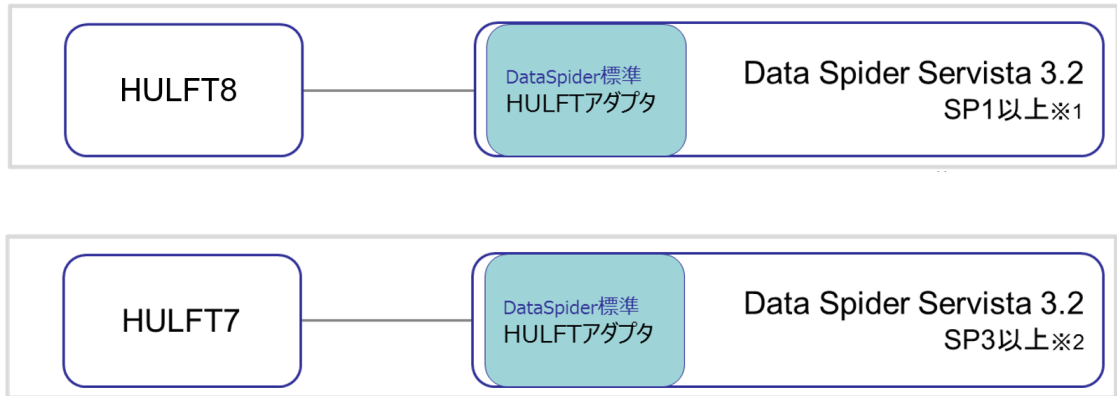 HULFT8
DataSpider標準
HULFTアダプタ
Data Spider Servista 3.2
SP1以上※1
HULFT7
DataSpider標準
HULFTアダプタ
Data Spider Servista 3.2
SP3以上※2